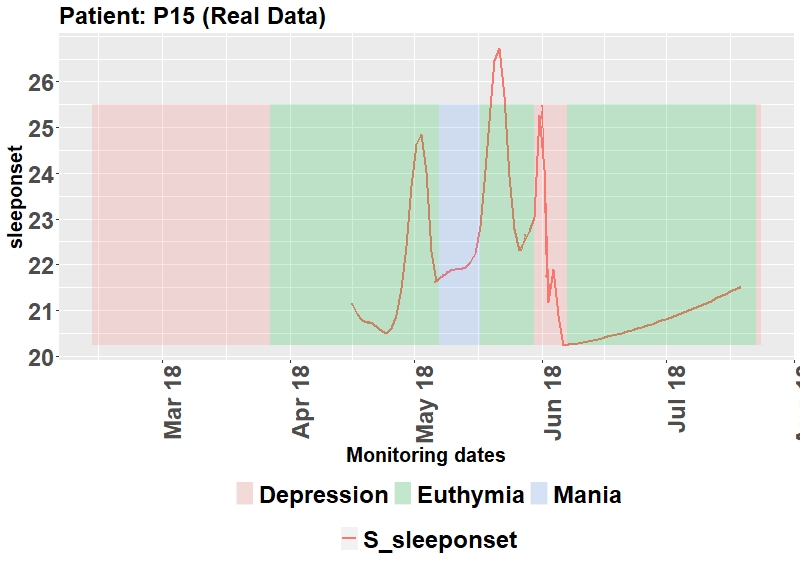 Patient: P15 (Real Data)
sleeponset
26
25
24
23
22
21
20
Mar 18
Apr 18
May 18
Jun 18
Jul 18
Monitoring dates
Depression Euthymia Mania
S_sleeponset